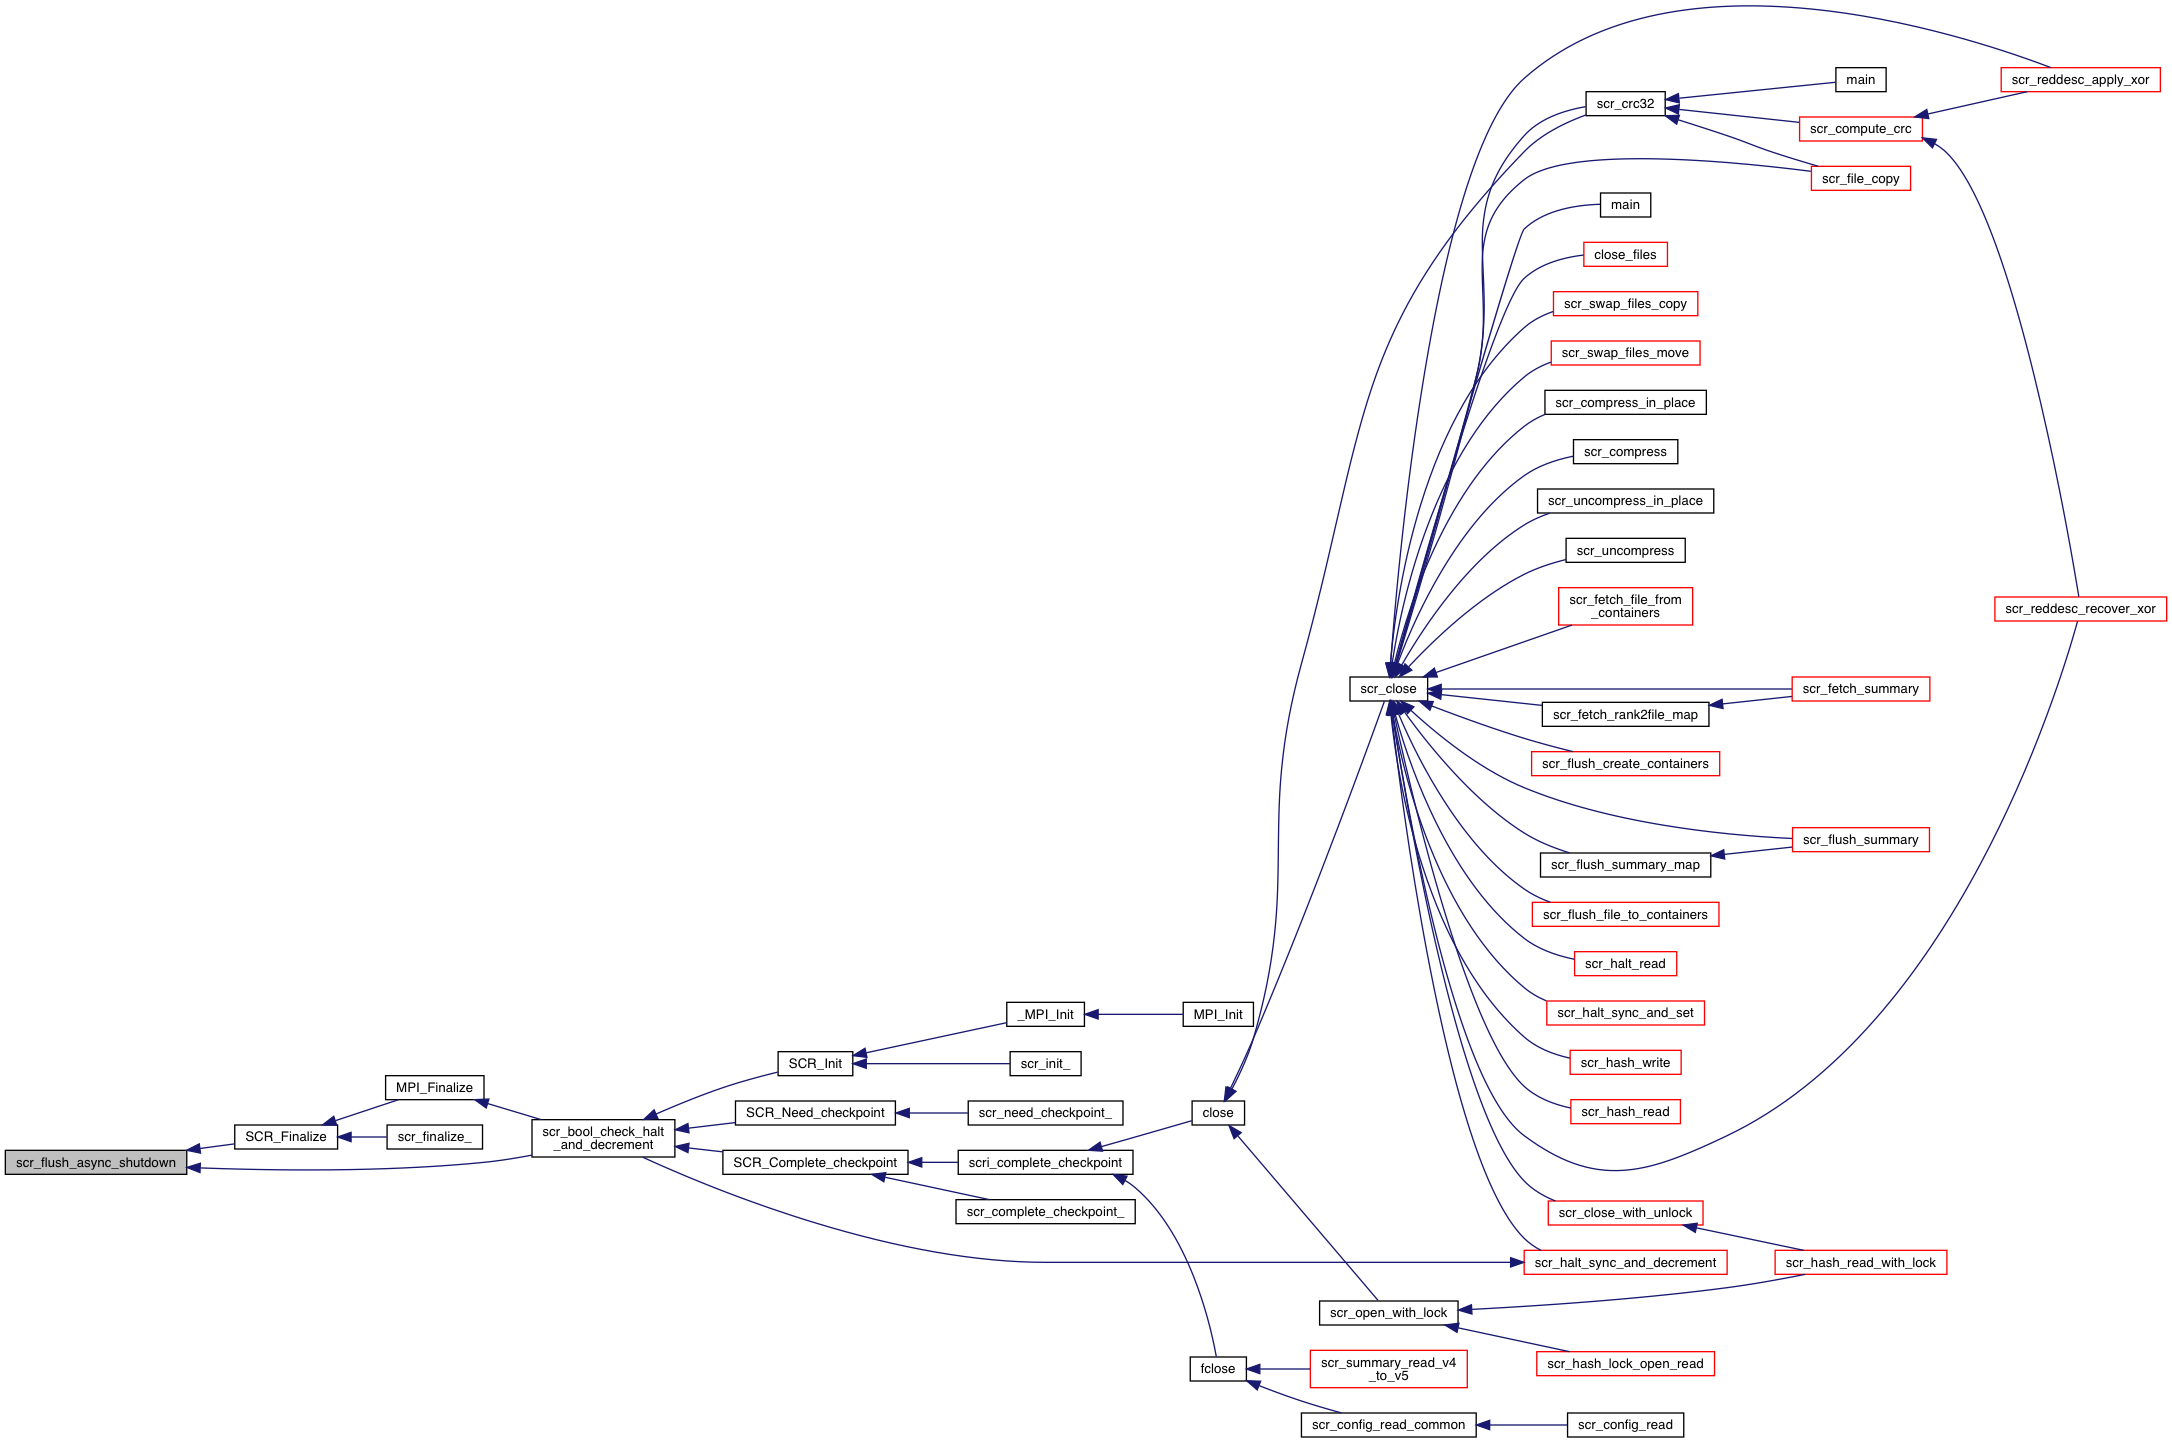 scr_reddesc_apply_xor
main
scr_crc32
scr_compute_crc
scr_file_copy
main
close_files
scr_swap_files_copy
scr_swap_files_move
scr_compress_in_place
scr_compress
scr_uncompress_in_place
scr_uncompress
scr_fetch_file_from
_containers
scr_reddesc_recover_xor
scr_close
scr_fetch_summary
scr_fetch_rank2file_map
scr_flush_create_containers
scr_flush_summary
scr_flush_summary_map
scr_flush_file_to_containers
scr_halt_read
scr_halt_sync_and_set
_MPI_Init
MPI_Init
SCR_Init
scr_init_
scr_hash_write
MPI_Finalize
SCR_Need_checkpoint
scr_need_checkpoint_
close
scr_hash_read
SCR_Finalize
scr_finalize_
scr_bool_check_halt
_and_decrement
scr_flush_async_shutdown
SCR_Complete_checkpoint
scri_complete_checkpoint
scr_complete_checkpoint_
scr_close_with_unlock
scr_halt_sync_and_decrement
scr_hash_read_with_lock
scr_open_with_lock
scr_hash_lock_open_read
fclose
scr_summary_read_v4
_to_v5
scr_config_read_common
scr_config_read